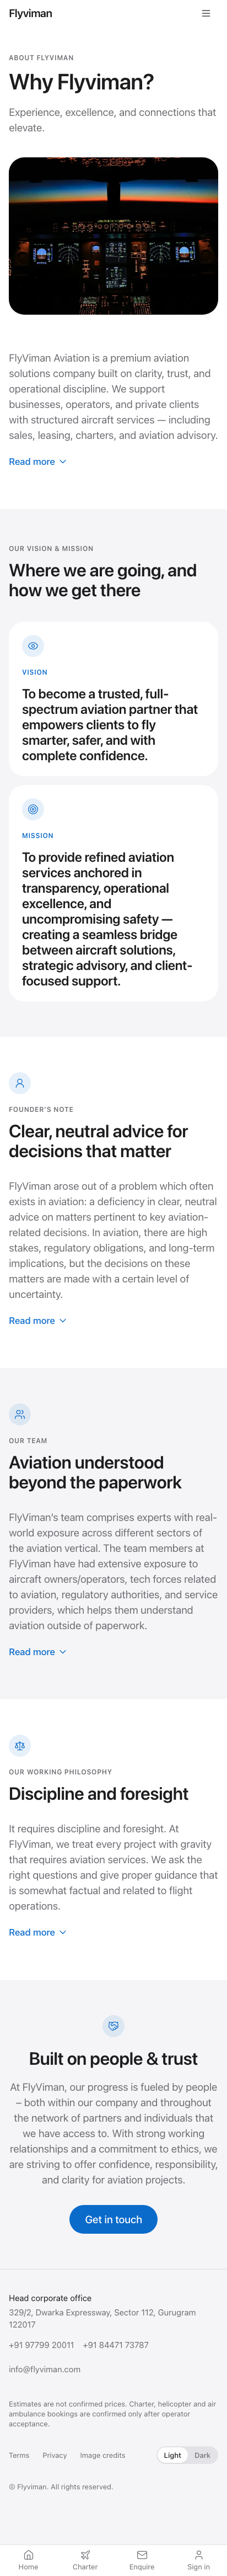 Flyviman
ABOUT FLYVIMAN
Why Flyviman?
Experience, excellence, and connections that
elevate.
FlyViman Aviation is a premium aviation
solutions company built on clarity, trust, and
operational discipline. We support
businesses, operators, and private clients
with structured aircraft services — including
sales, leasing, charters, and aviation advisory.
Read more
OUR VISION & MISSION
Where we are going, and
how we get there
VISION
To become a trusted, full-
spectrum aviation partner that
empowers clients to fly
smarter, safer, and with
complete confidence.
MISSION
To provide refined aviation
services anchored in
transparency, operational
excellence, and
uncompromising safety —
creating a seamless bridge
between aircraft solutions,
strategic advisory, and client-
focused support.
FOUNDER'S NOTE
Clear, neutral advice for
decisions that matter
FlyViman arose out of a problem which often
exists in aviation: a deficiency in clear, neutral
advice on matters pertinent to key aviation-
related decisions. In aviation, there are high
stakes, regulatory obligations, and long-term
implications, but the decisions on these
matters are made with a certain level of
uncertainty.
Read more
OUR TEAM
Aviation understood
beyond the paperwork
FlyViman's team comprises experts with real-
world exposure across different sectors of
the aviation vertical. The team members at
FlyViman have had extensive exposure to
aircraft owners/operators, tech forces related
to aviation, regulatory authorities, and service
providers, which helps them understand
aviation outside of paperwork.
Read more
OUR WORKING PHILOSOPHY
Discipline and foresight
It requires discipline and foresight. At
FlyViman, we treat every project with gravity
that requires aviation services. We ask the
right questions and give proper guidance that
is somewhat factual and related to flight
operations.
Read more
Built on people & trust
At FlyViman, our progress is fueled by people
– both within our company and throughout
the network of partners and individuals that
we have access to. With strong working
relationships and a commitment to ethics, we
are striving to offer confidence, responsibility,
and clarity for aviation projects.
Get in touch
Head corporate office
329/2, Dwarka Expressway, Sector 112, Gurugram
122017
+91 97799 20011 +91 84471 73787
info@flyviman.com
Estimates are not confirmed prices. Charter, helicopter and air
ambulance bookings are confirmed only after operator
acceptance.
Terms Privacy Image credits Light Dark
© Flyviman. All rights reserved.
Home Charter Enquire Sign in